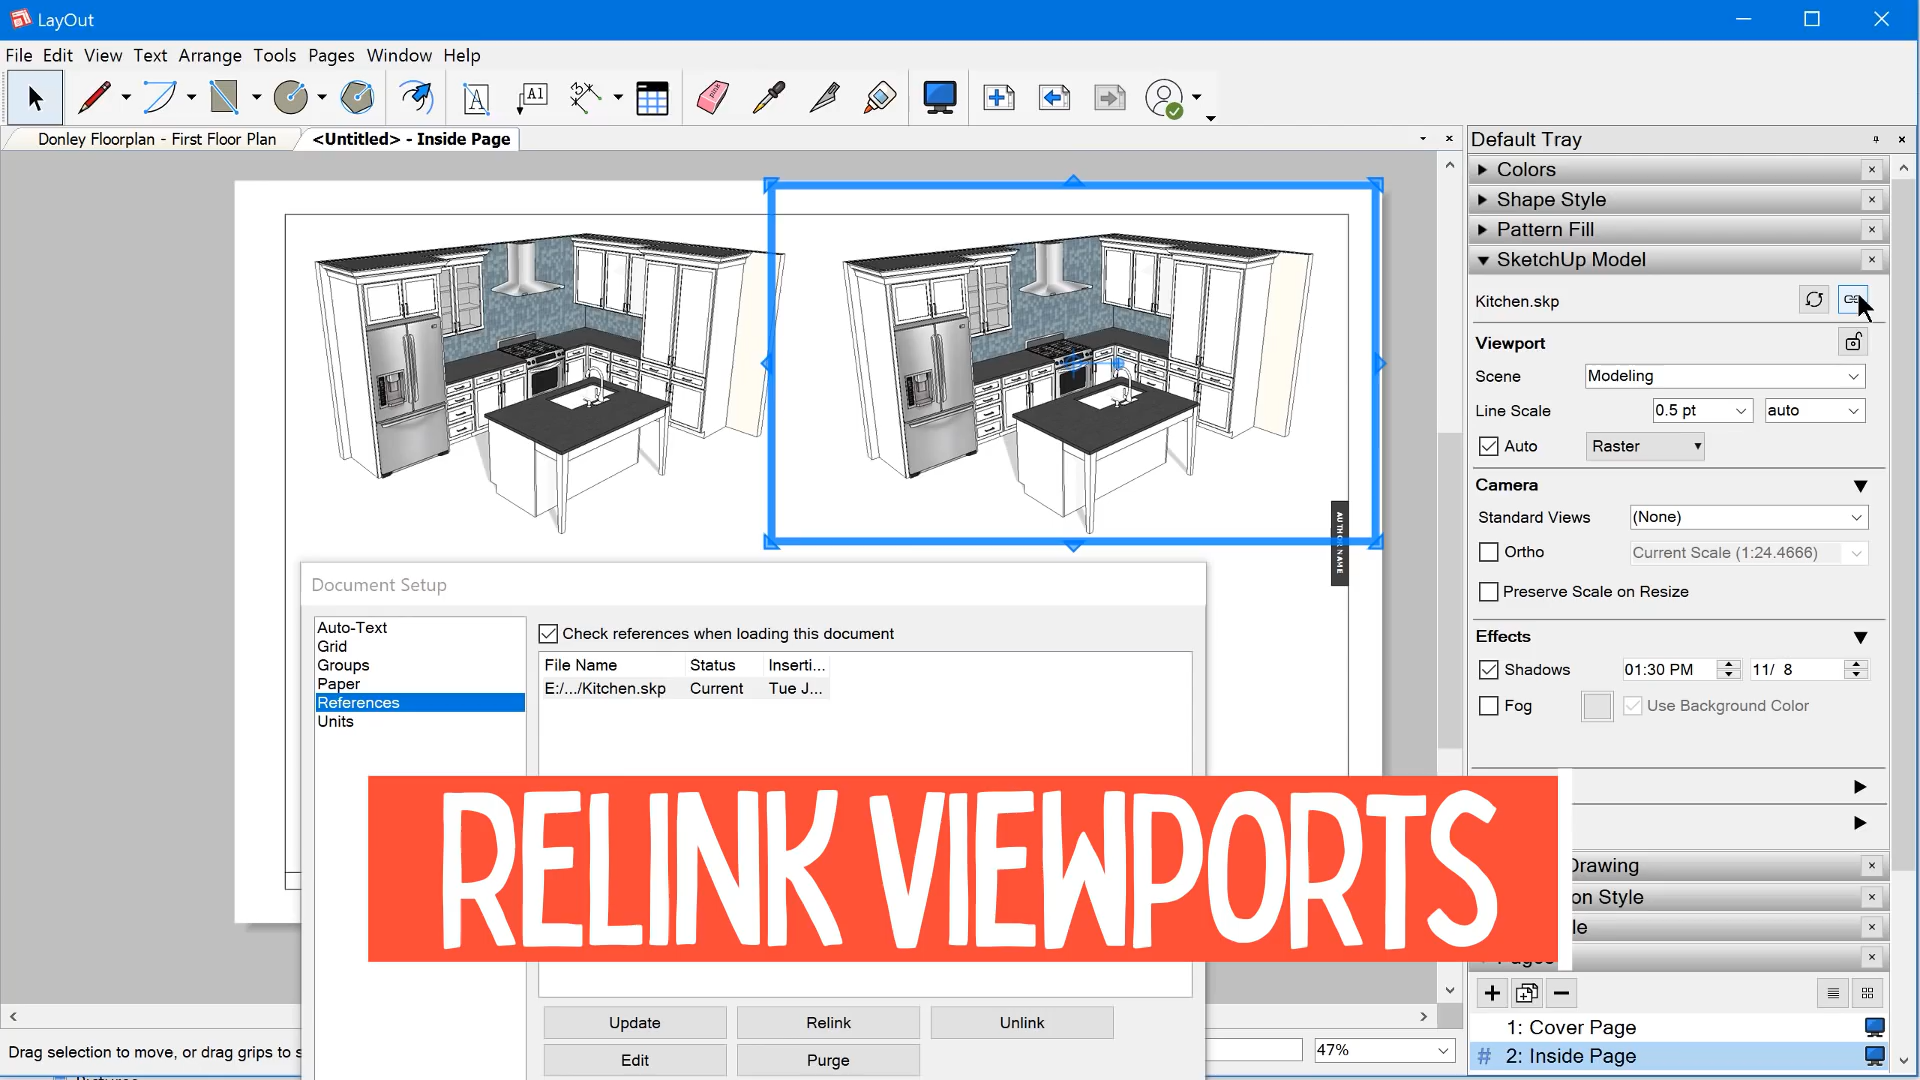 LayOut
File Edit View Text Arrange Tools Pages Window Help
A1
Donley Floorplan - First Floor Plan
<Untitled> - Inside Page
Default Tray
Colors
Shape Style
Pattern Fill
SketchUp Model
Kitchen.skp
Viewport
Scene Modeling
Line Scale 0.5 pt auto
Auto Raster
Camera
Standard Views (None)
Ortho Current Scale (1:24.4666)
Preserve Scale on Resize
Effects
Shadows 01:30 PM 11/ 8
Fog Use Background Color
AUTHOR NAME
Document Setup
Auto-Text
Grid
Groups
Paper
References
Units
Check references when loading this document
File Name Status Inserti...
E:/.../Kitchen.skp Current Tue J...
RELINK VIEWPORTS
Drawing
on Style
le
Pages
Update Relink Unlink
Edit Purge
1: Cover Page
# 2: Inside Page
47%
Drag selection to move, or drag grips to s